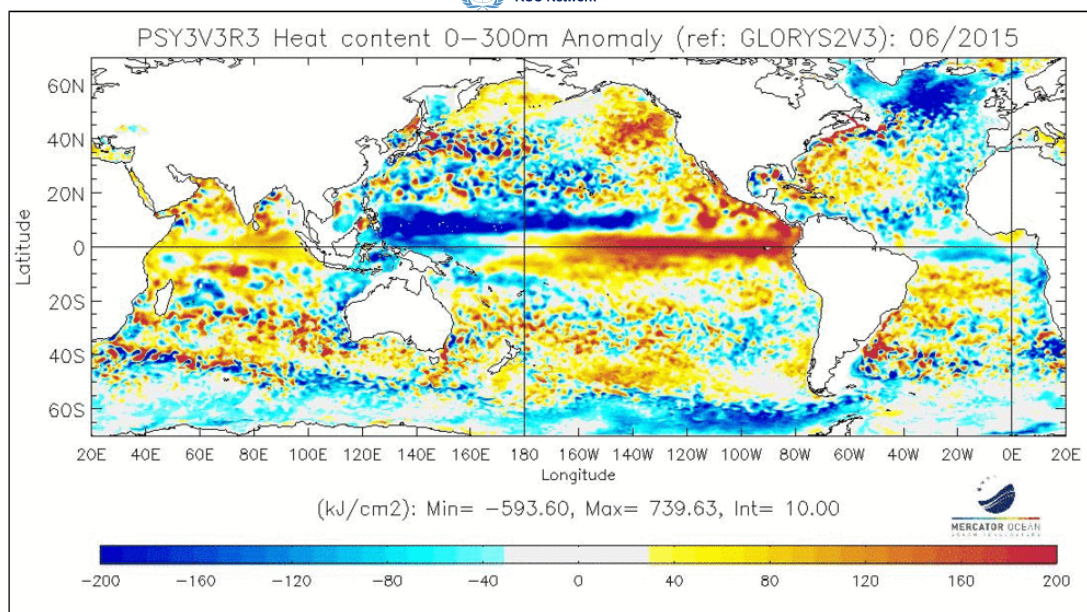 PSY3V3R3 Heat content 0-300m Anomaly (ref: GLORYS2V3): 06/2015
Latitude
60N
40N
20N
0
20S
40S
60S
20E 40E 60E 80E 100E 120E 140E 160E 180E 160W 140W 120W 100W 80W 60W 40W 20W 0E 20E
Longitude
(kJ/cm2): Min= -593.60, Max= 739.63, Int= 10.00
MERCATOR OCEAN
-200 -160 -120 -80 -40 0 40 80 120 160 200